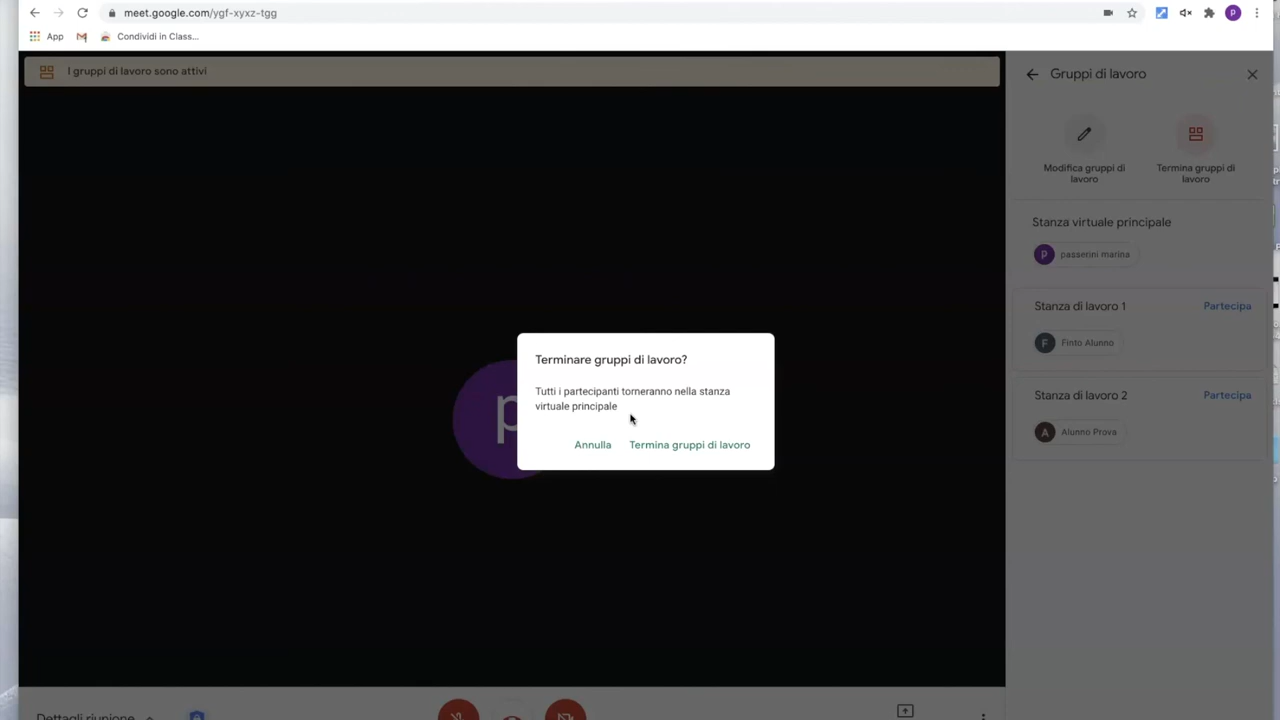 meet.google.com/ygf-xyxz-tgg
P
App
Condividi in Class...
I gruppi di lavoro sono attivi
Gruppi di lavoro
Modifica gruppi di
lavoro
Termina gruppi di
lavoro
Stanza virtuale principale
P
passerini marina
Stanza di lavoro 1
Partecipa
F
Finto Alunno
Stanza di lavoro 2
Partecipa
A
Alunno Prova
p
Terminare gruppi di lavoro?
Tutti i partecipanti torneranno nella stanza
virtuale principale
Annulla
Termina gruppi di lavoro
Dettagli riunione